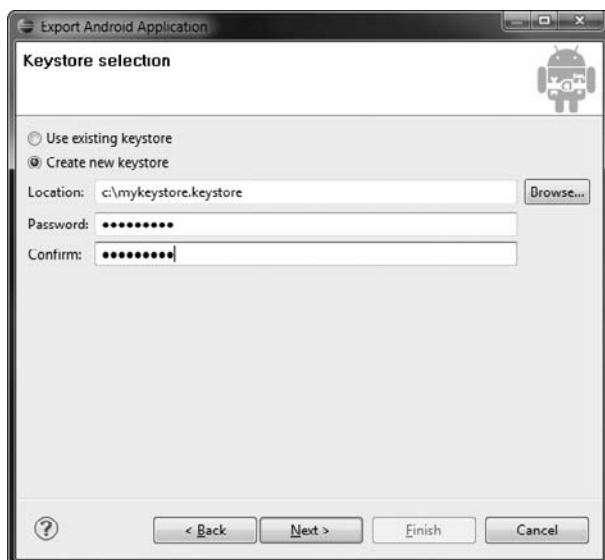 Export Android Application
Keystore selection
Use existing keystore
Create new keystore
Location: c:\mykeystore.keystore Browse...
Password: •••••••••
Confirm: •••••••••
? < Back Next > Finish Cancel